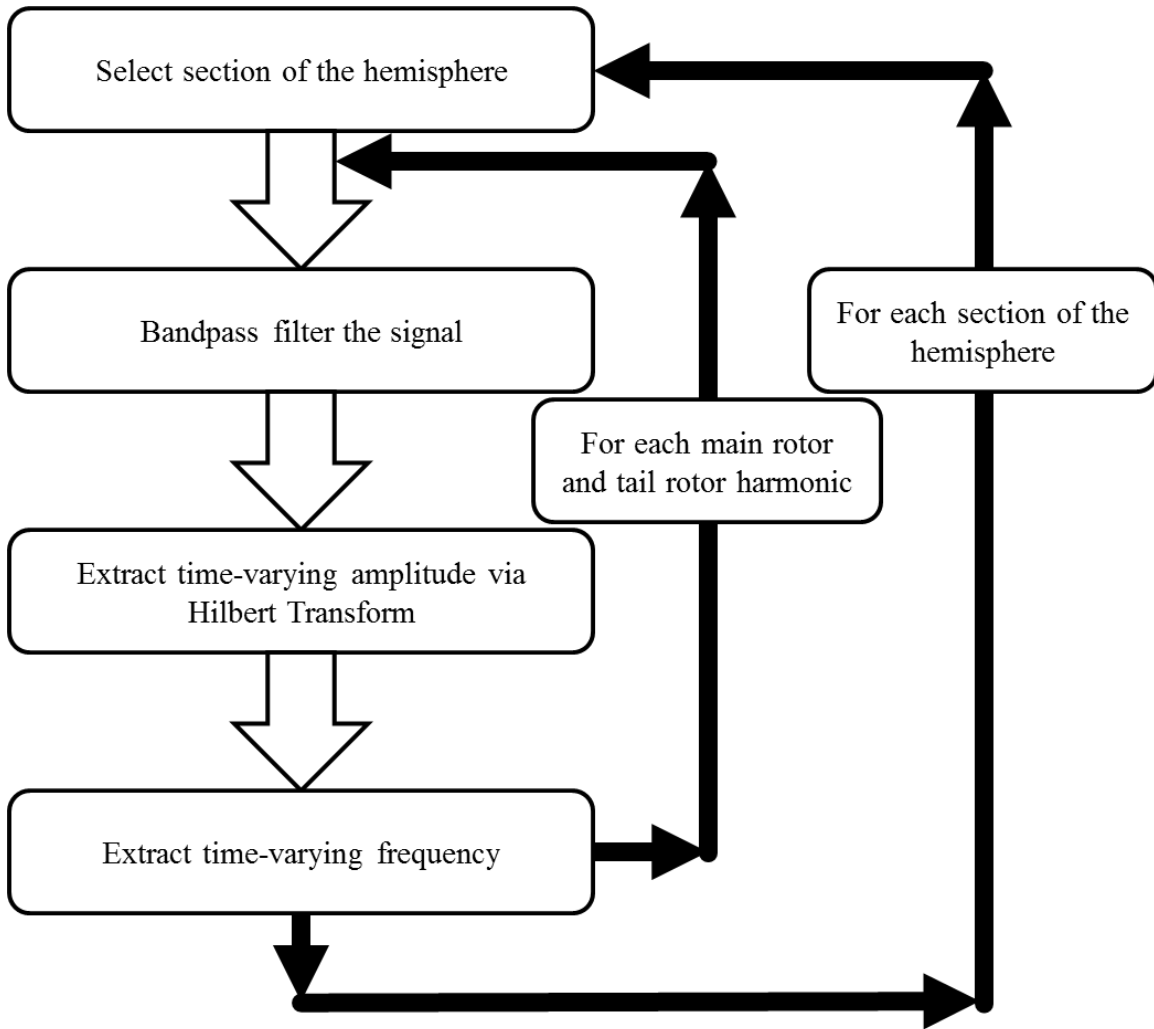 Select section of the hemisphere
Bandpass filter the signal
For each section of the
hemisphere
For each main rotor
and tail rotor harmonic
Extract time-varying amplitude via
Hilbert Transform
Extract time-varying frequency